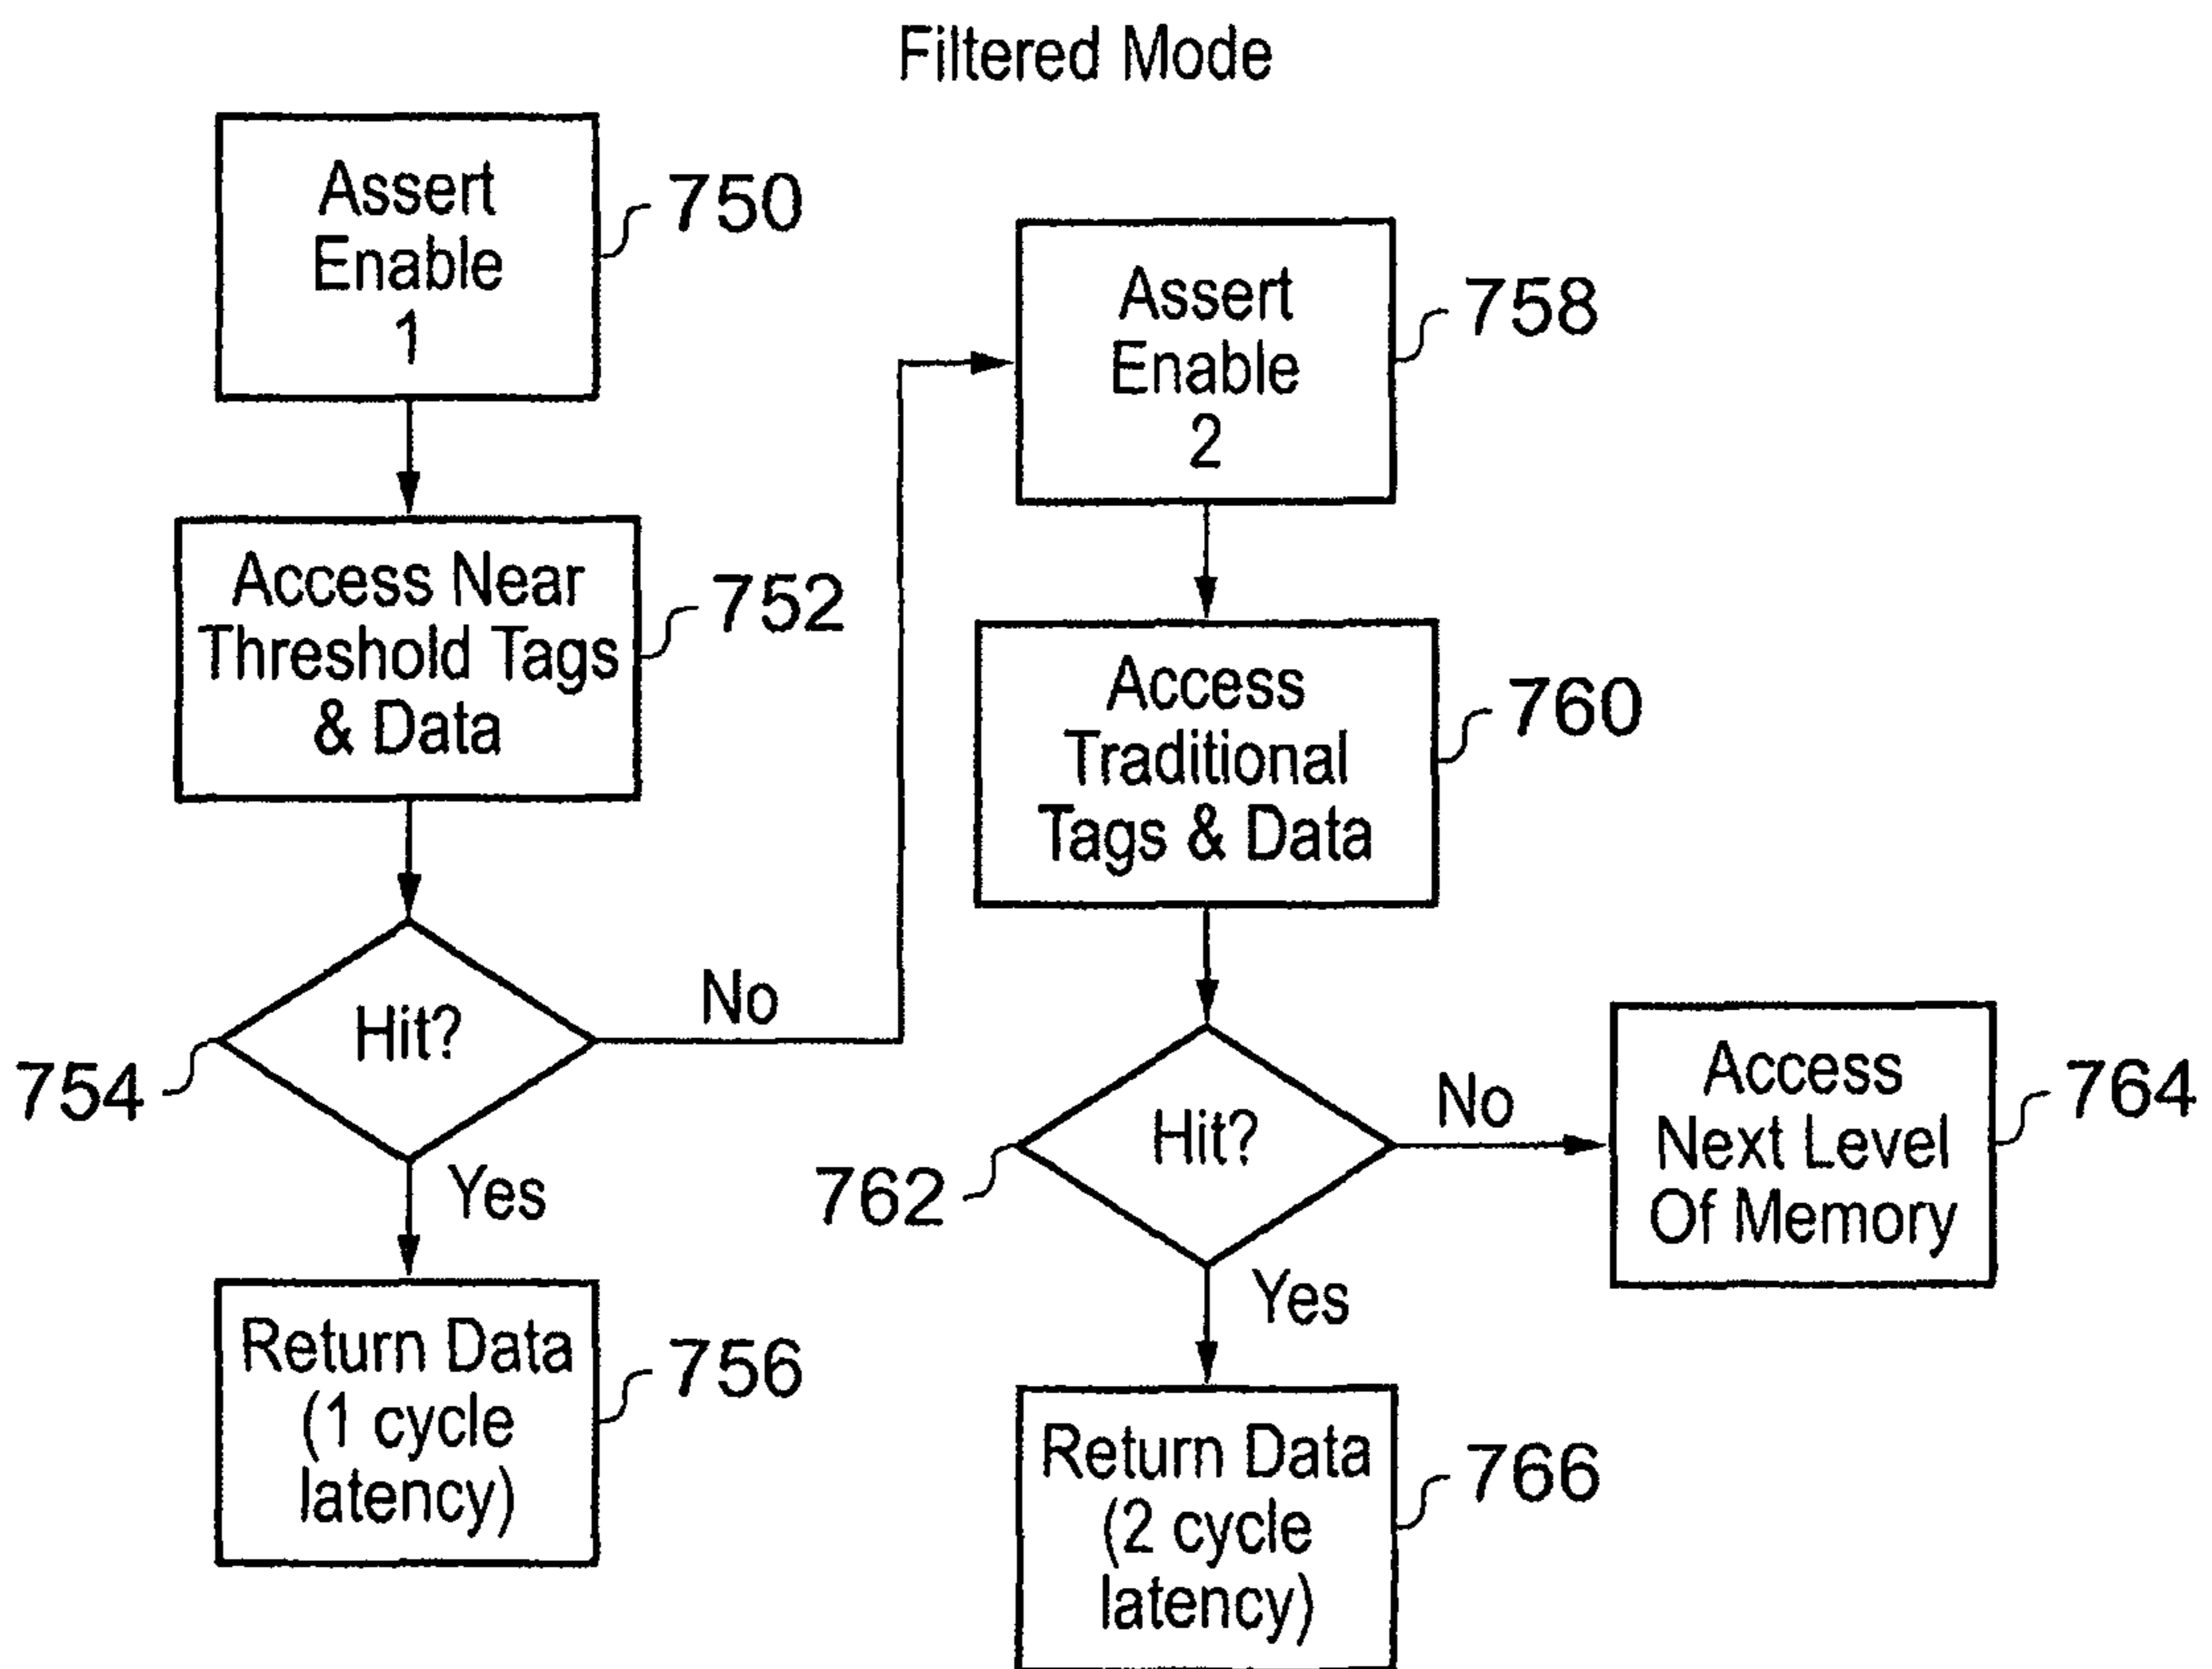 Filtered Mode
Assert
Enable
1
750
Access Near
Threshold Tags
& Data
752
Hit?
754
No
Yes
Return Data
(1 cycle
latency)
756
Assert
Enable
2
758
Access
Traditional
Tags & Data
760
Hit?
762
No
Yes
Access
Next Level
Of Memory
764
Return Data
(2 cycle
latency)
766